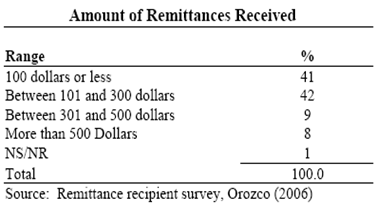 Amount of Remittances Received
Range %
100 dollars or less 41
Between 101 and 300 dollars 42
Between 301 and 500 dollars 9
More than 500 Dollars 8
NS/NR 1
Total 100.0
Source: Remittance recipient survey, Orozco (2006)